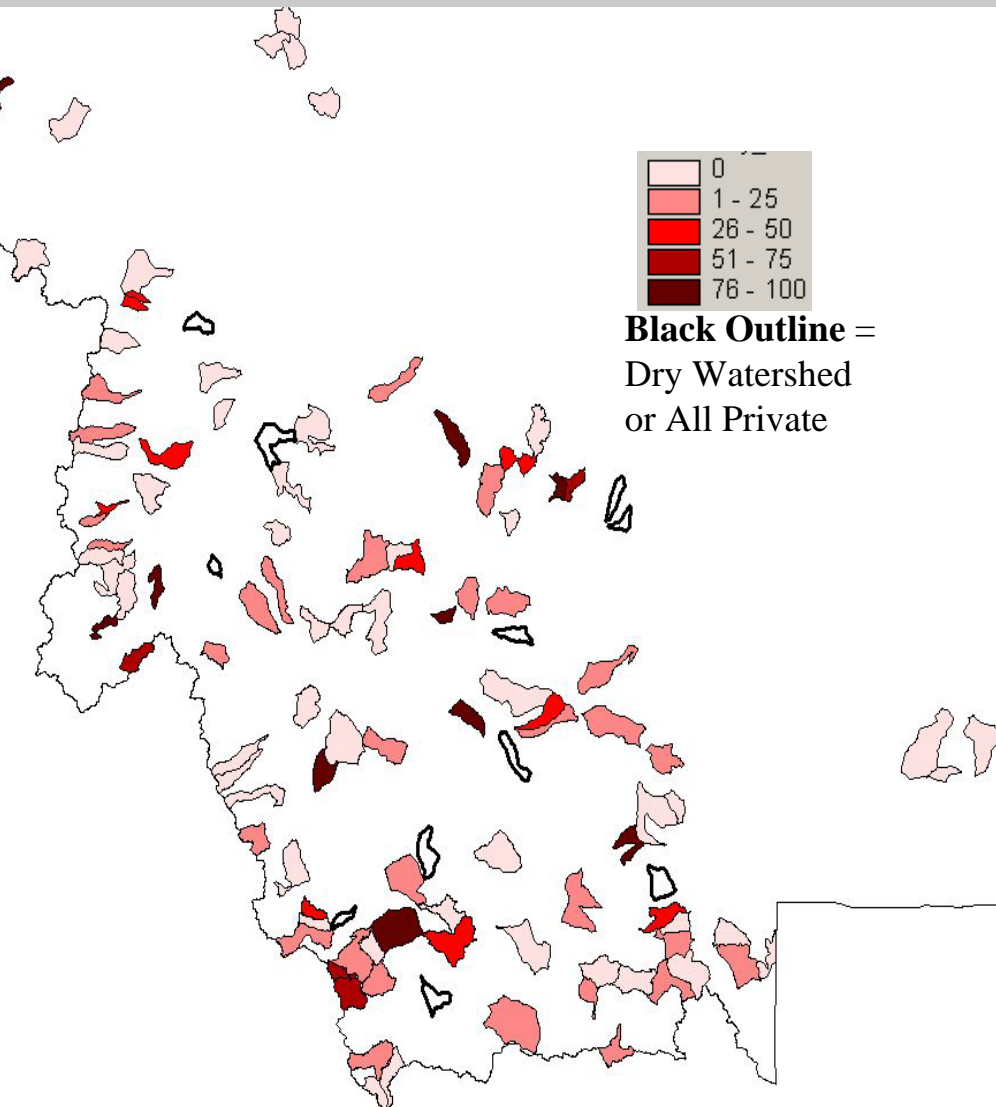 0
1 - 25
26 - 50
51 - 75
76 - 100
Black Outline =
Dry Watershed
or All Private